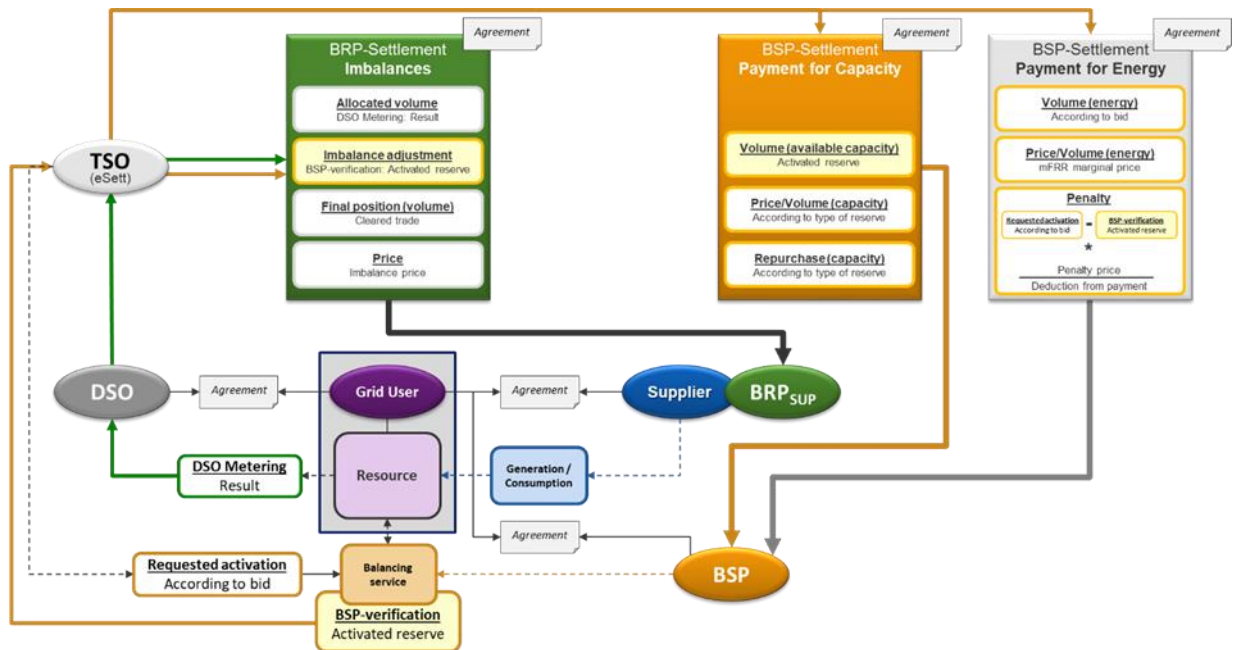 Agreement
BRP-Settlement
Imbalances
Allocated volume
DSO Metering: Result
Imbalance adjustment
BSP-verification: Activated reserve
Final position (volume)
Cleared trade
Price
Imbalance price
Agreement
BSP-Settlement
Payment for Capacity
Volume (available capacity)
Activated reserve
Price/Volume (capacity)
According to type of reserve
Repurchase (capacity)
According to type of reserve
Agreement
BSP-Settlement
Payment for Energy
Volume (energy)
According to bid
Price/Volume (energy)
mFRR marginal price
Penalty
Requested activation
According to bid
-
BSP-verification
Activated reserve
*
Penalty price
Deduction from payment
TSO
(eSett)
DSO
Agreement
Grid User
Agreement
Supplier
BRP SUP
DSO Metering
Result
Resource
Generation /
Consumption
Agreement
Requested activation
According to bid
Balancing
service
BSP
BSP-verification
Activated reserve